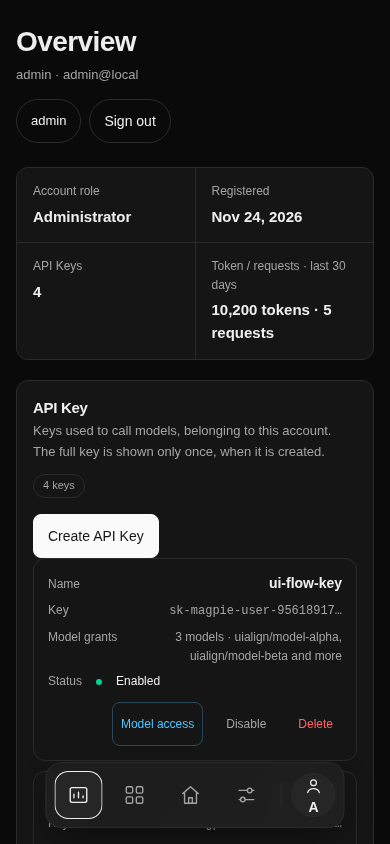 Overview
admin · admin@local
admin
Sign out
Account role
Administrator
Registered
Nov 24, 2026
API Keys
4
Token / requests · last 30
days
10,200 tokens · 5
requests
API Key
Keys used to call models, belonging to this account.
The full key is shown only once, when it is created.
4 keys
Create API Key
Name
ui-flow-key
Key
sk-magpie-user-95618917…
Model grants
3 models · uialign/model-alpha,
uialign/model-beta and more
Status
Enabled
Model access
Disable
Delete
A